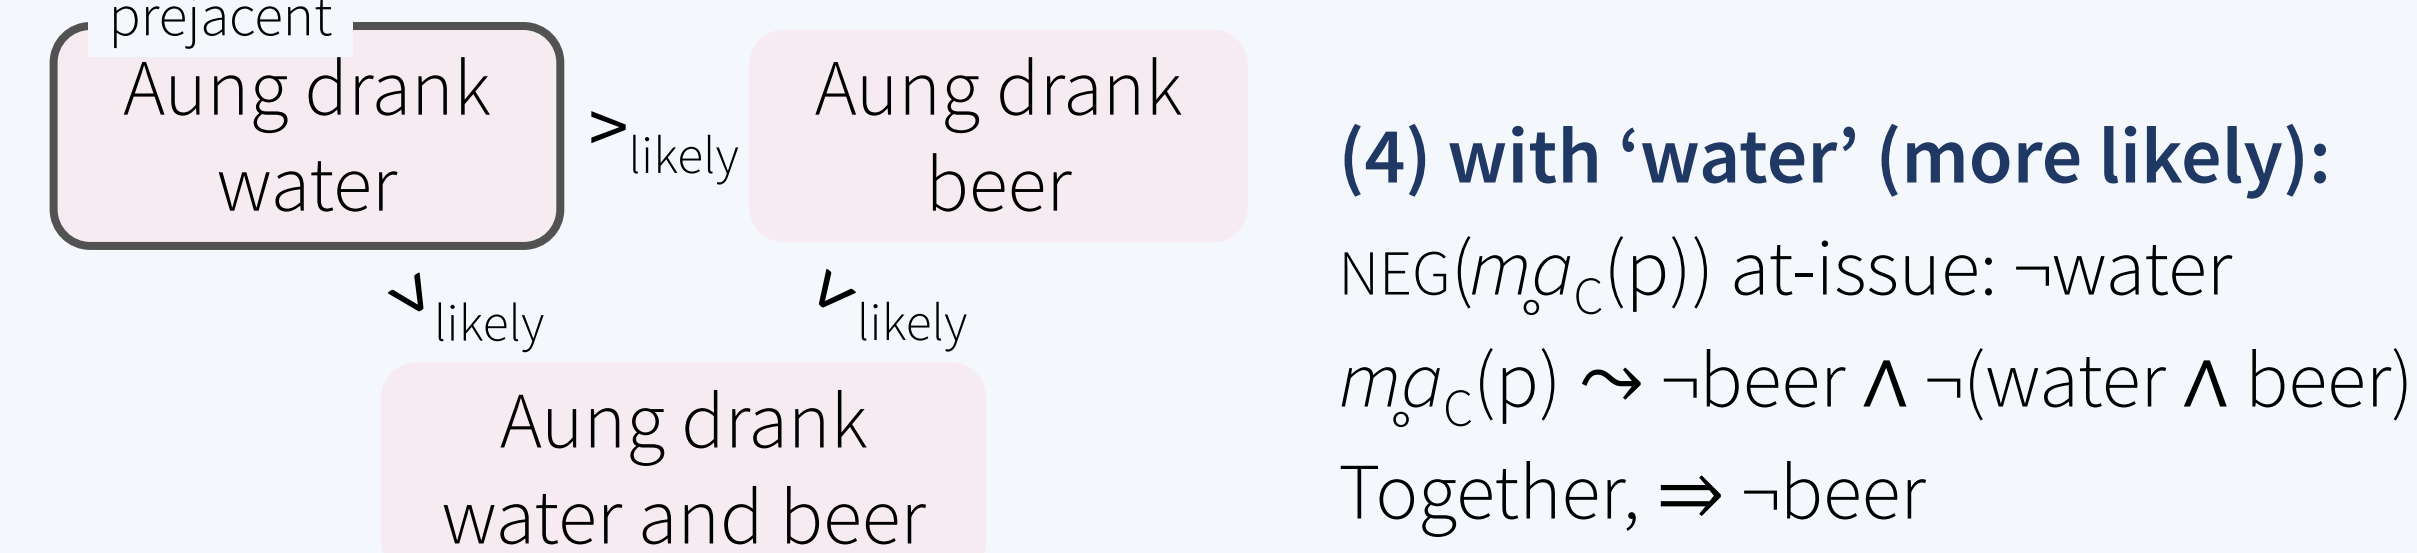 prejacent
Aung drank
water
>likely
Aung drank
beer
>likely
>likely
Aung drank
water and beer
(4) with ‘water’ (more likely):
NEG(m̥aC(p)) at-issue: ¬water
m̥aC(p) ⤳ ¬beer ∧ ¬(water ∧ beer)
Together, ⇒ ¬beer